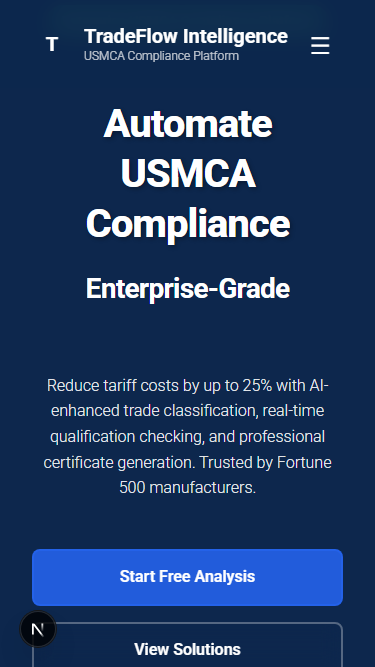 T
TradeFlow Intelligence
USMCA Compliance Platform
Automate
USMCA
Compliance
Enterprise-Grade
Reduce tariff costs by up to 25% with AI-
enhanced trade classification, real-time
qualification checking, and professional
certificate generation. Trusted by Fortune
500 manufacturers.
Start Free Analysis
N
View Solutions